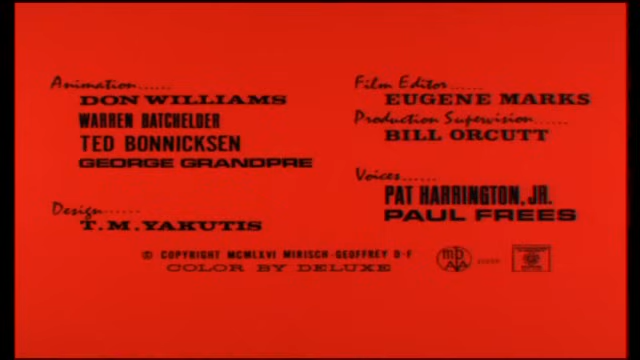 Animation......
DON WILLIAMS
WARREN BATCHELDER
TED BONNICKSEN
GEORGE GRANDPRE
Design......
T.M. YAKUTIS
Film Editor......
EUGENE MARKS
Production Supervision......
BILL ORCUTT
Voices......
PAT HARRINGTON, JR.
PAUL FREES
© COPYRIGHT MCMLXVI MIRISCH-GEOFFREY D-F
COLOR BY DELUXE